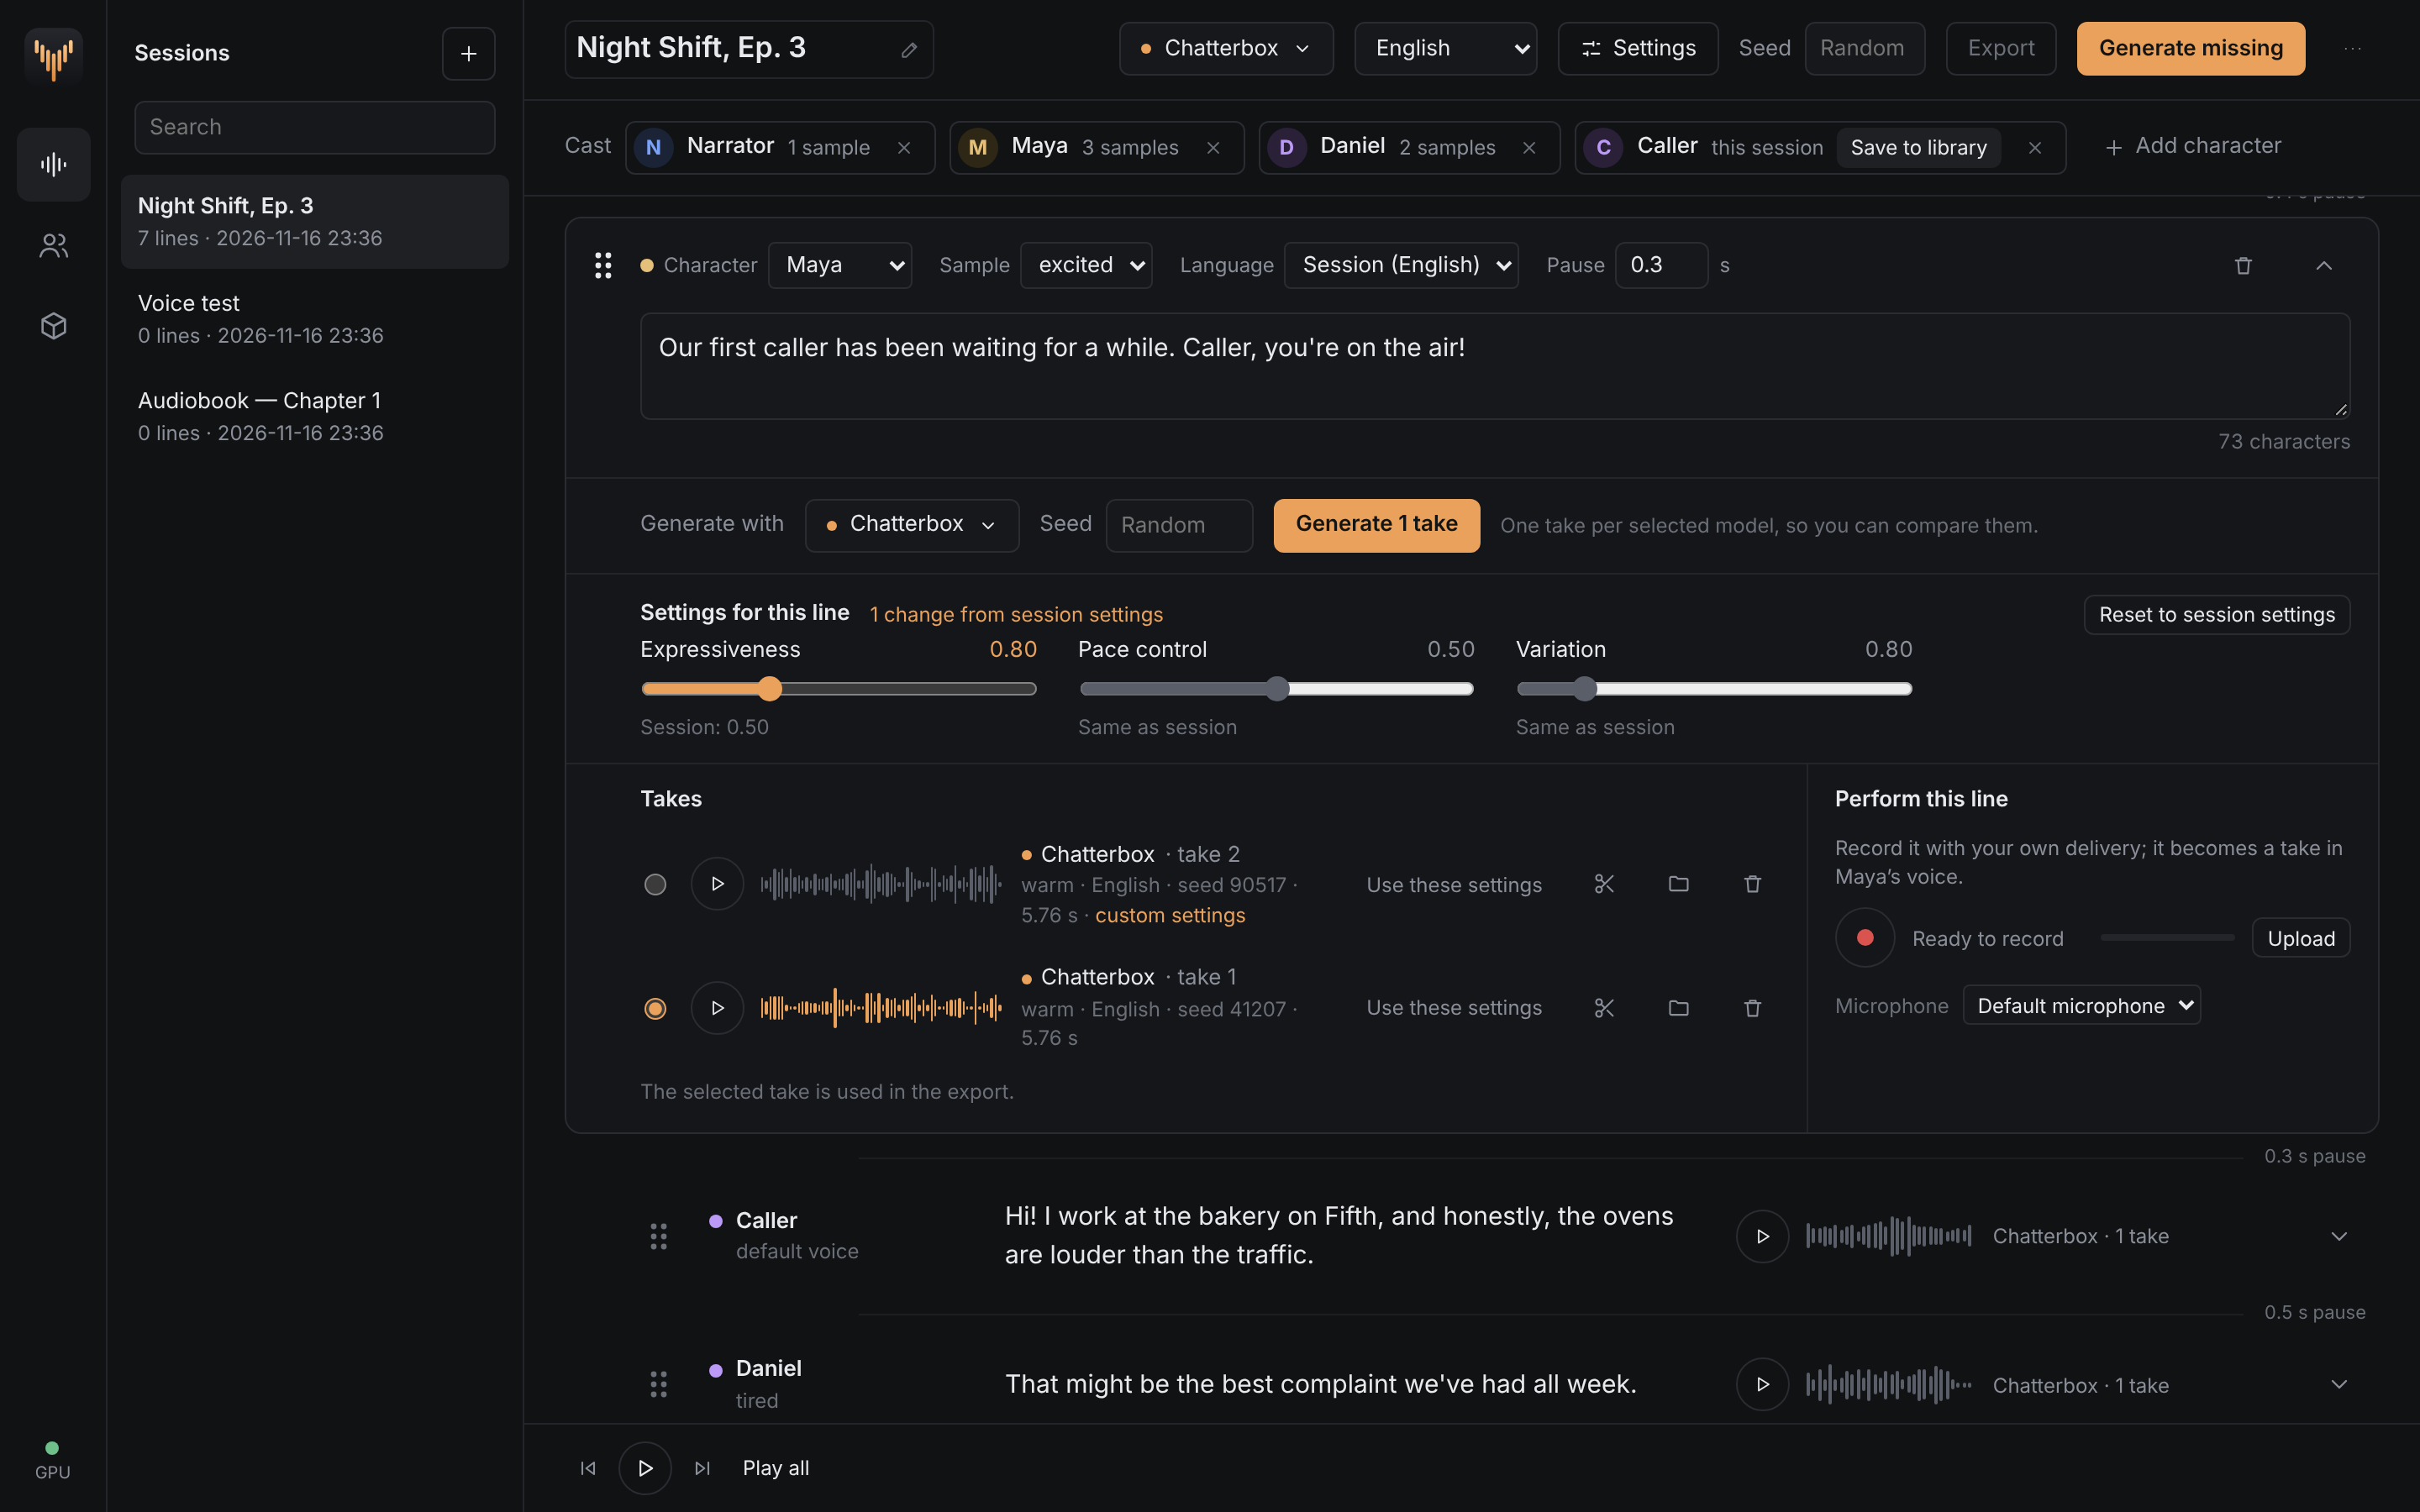 Sessions
Search
Night Shift, Ep. 3
7 lines · 2026-11-16 23:36
Voice test
0 lines · 2026-11-16 23:36
Audiobook — Chapter 1
0 lines · 2026-11-16 23:36
GPU
Night Shift, Ep. 3
Chatterbox
English
Settings
Seed
Random
Export
Generate missing
Cast
N Narrator 1 sample
M Maya 3 samples
D Daniel 2 samples
C Caller this session Save to library
Add character
Character Maya
Sample excited
Language Session (English)
Pause 0.3 s
Our first caller has been waiting for a while. Caller, you're on the air!
73 characters
Generate with Chatterbox
Seed Random
Generate 1 take
One take per selected model, so you can compare them.
Settings for this line 1 change from session settings
Reset to session settings
Expressiveness 0.80
Session: 0.50
Pace control 0.50
Same as session
Variation 0.80
Same as session
Takes
Chatterbox · take 2
warm · English · seed 90517 ·
5.76 s · custom settings
Use these settings
Chatterbox · take 1
warm · English · seed 41207 ·
5.76 s
Use these settings
The selected take is used in the export.
Perform this line
Record it with your own delivery; it becomes a take in
Maya’s voice.
Ready to record
Upload
Microphone Default microphone
0.3 s pause
Caller
default voice
Hi! I work at the bakery on Fifth, and honestly, the ovens
are louder than the traffic.
Chatterbox · 1 take
0.5 s pause
Daniel
tired
That might be the best complaint we've had all week.
Chatterbox · 1 take
Play all